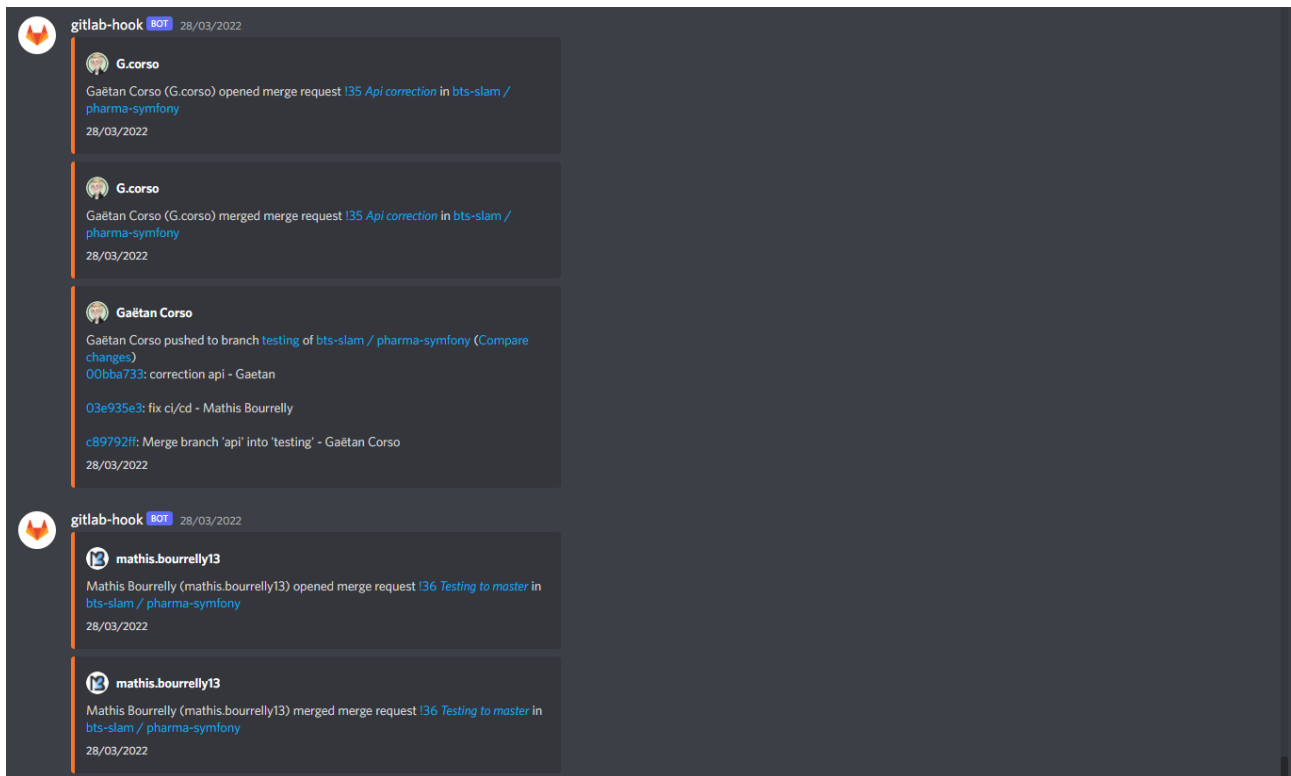 gitlab-hook BOT 28/03/2022
G.corso
Gaëtan Corso (G.corso) opened merge request !35 Api correction in bts-slam /
pharma-symfony
28/03/2022
G.corso
Gaëtan Corso (G.corso) merged merge request !35 Api correction in bts-slam /
pharma-symfony
28/03/2022
Gaëtan Corso
Gaëtan Corso pushed to branch testing of bts-slam / pharma-symfony (Compare
changes)
00bba733: correction api - Gaetan
03e935e3: fix ci/cd - Mathis Bourrelly
c89792ff: Merge branch 'api' into 'testing' - Gaëtan Corso
28/03/2022
gitlab-hook BOT 28/03/2022
mathis.bourrelly13
Mathis Bourrelly (mathis.bourrelly13) opened merge request !36 Testing to master in
bts-slam / pharma-symfony
28/03/2022
mathis.bourrelly13
Mathis Bourrelly (mathis.bourrelly13) merged merge request !36 Testing to master in
bts-slam / pharma-symfony
28/03/2022